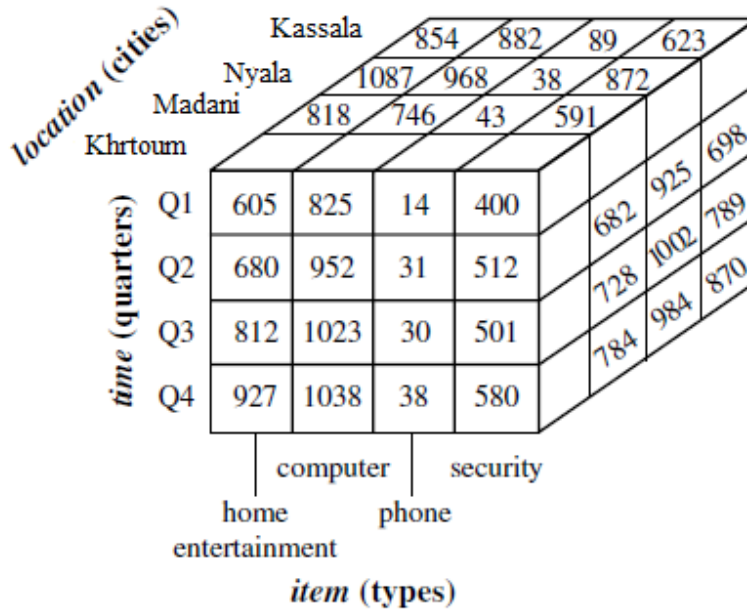 Kassala 854 882 89 623
Nyala 1087 968 38 872
Madani 818 746 43 591
Khrtoum
location (cities)
Q1 605 825 14 400
Q2 680 952 31 512
Q3 812 1023 30 501
Q4 927 1038 38 580
time (quarters)
682 925 698
728 1002 789
784 984 870
computer security
home phone
entertainment
item (types)